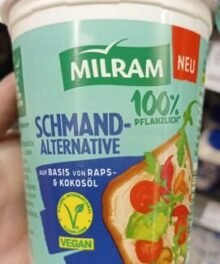 MILRAM
NEU
100%
PFLANZLICH*
SCHMAND-
ALTERNATIVE
AUF BASIS VON RAPS-
& KOKOSÖL
VEGAN